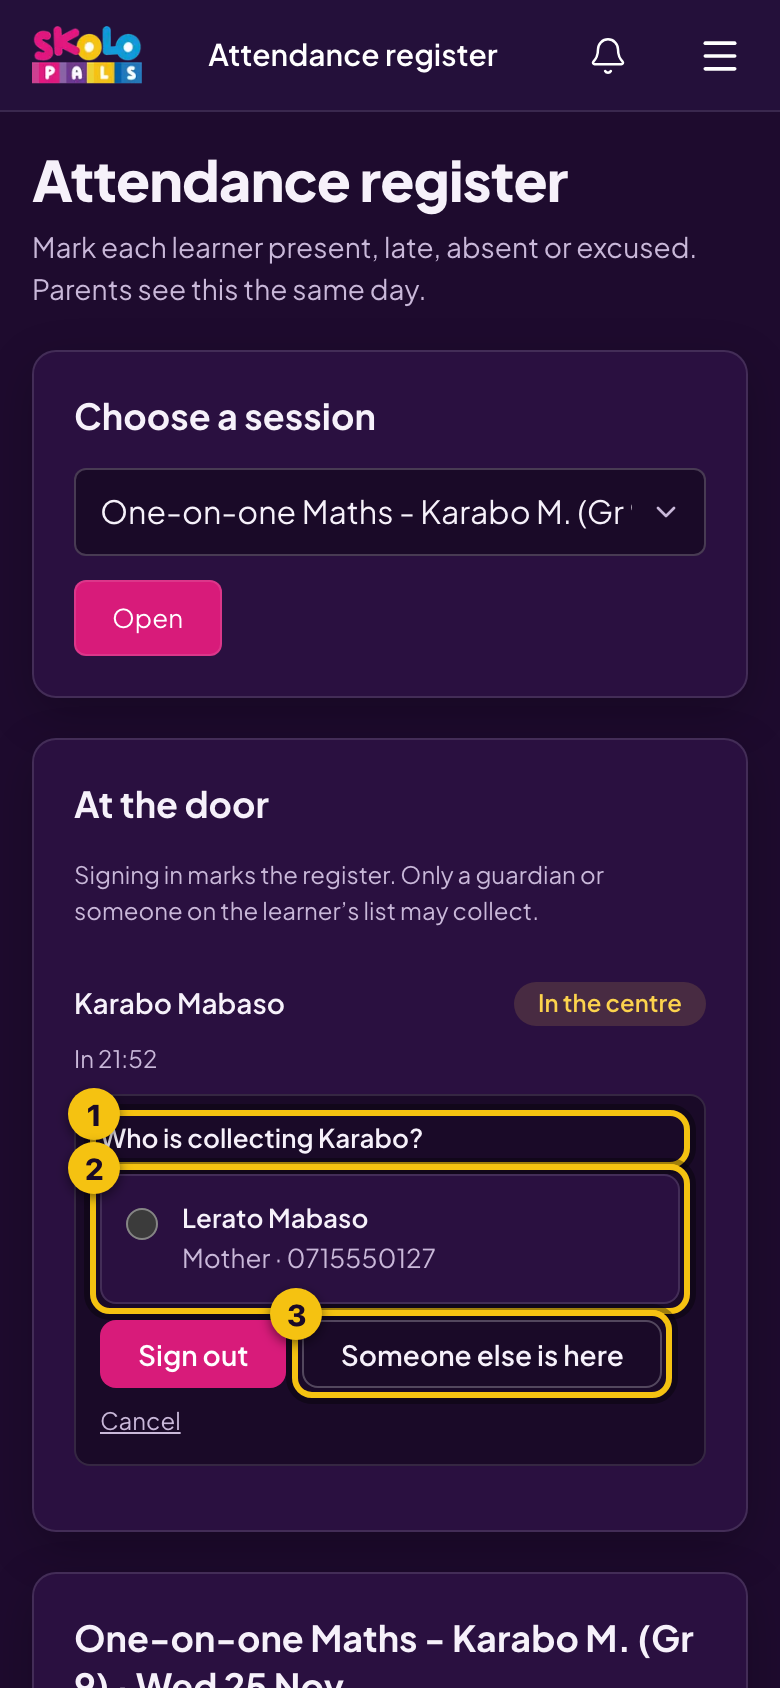 SKOLO
PALS
Attendance register
Attendance register
Mark each learner present, late, absent or excused.
Parents see this the same day.
Choose a session
One-on-one Maths - Karabo M. (Gr
Open
At the door
Signing in marks the register. Only a guardian or
someone on the learner's list may collect.
Karabo Mabaso
In the centre
In 21:52
1
Who is collecting Karabo?
2
Lerato Mabaso
Mother · 0715550127
3
Sign out
Someone else is here
Cancel
One-on-one Maths - Karabo M. (Gr
9) · Wed 25 Nov